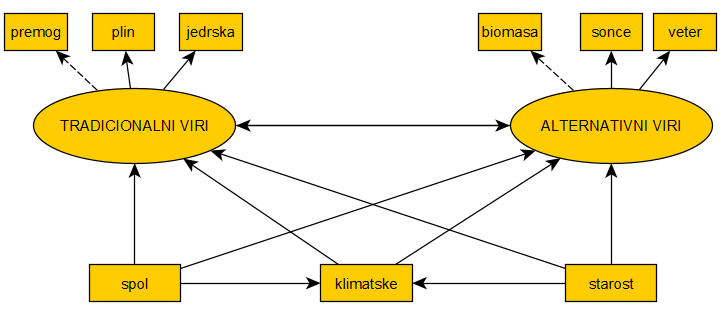 premog
plin
jedrska
biomasa
sonce
veter
TRADICIONALNI VIRI
ALTERNATIVNI VIRI
spol
klimatske
starost